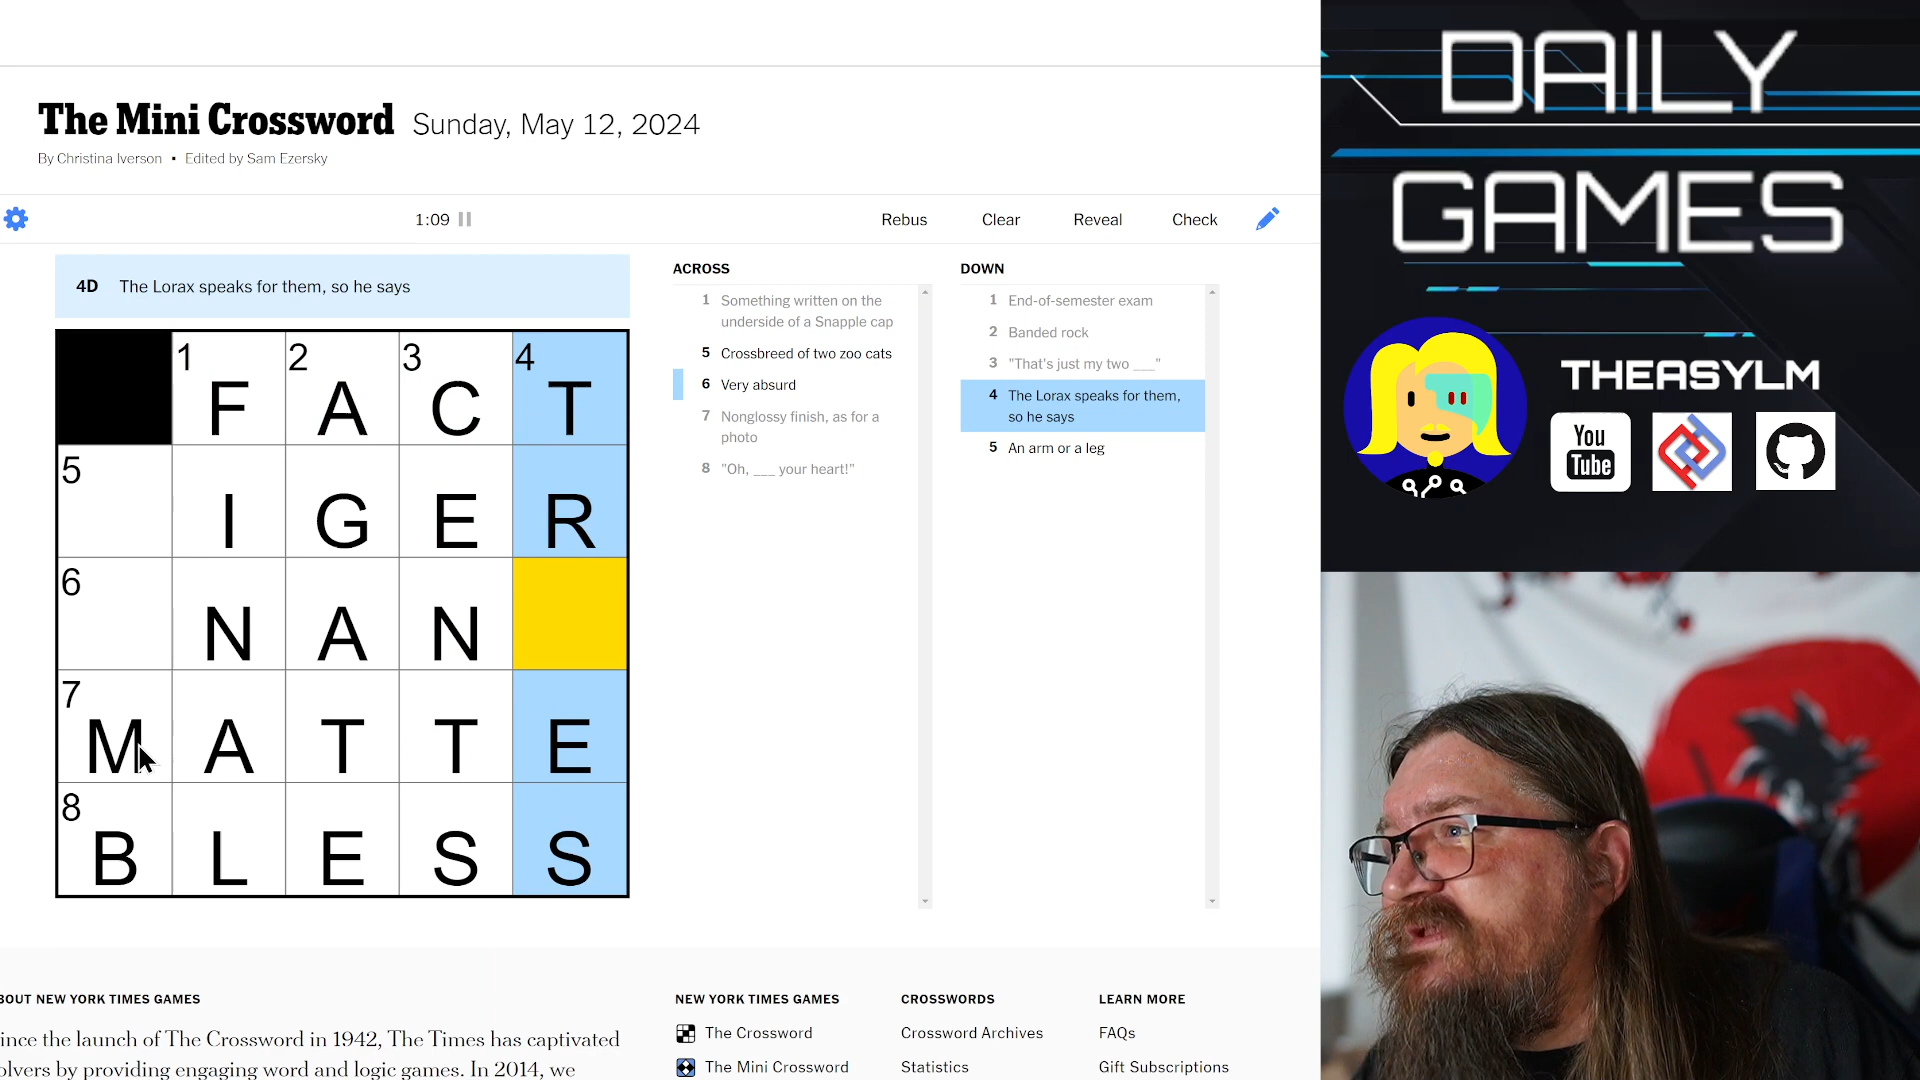 The Mini Crossword Sunday, May 12, 2024
By Christina Iverson • Edited by Sam Ezersky
1:09
Rebus
Clear
Reveal
Check
4D The Lorax speaks for them, so he says
1 F
2 A
3 C
4 T
5
I
G
E
R
6
N
A
N
7 M
A
T
T
E
8 B
L
E
S
S
ACROSS
1 Something written on the
underside of a Snapple cap
5 Crossbreed of two zoo cats
6 Very absurd
7 Nonglossy finish, as for a
photo
8 "Oh, ___ your heart!"
DOWN
1 End-of-semester exam
2 Banded rock
3 "That's just my two ___"
4 The Lorax speaks for them,
so he says
5 An arm or a leg
BOUT NEW YORK TIMES GAMES
ince the launch of The Crossword in 1942, The Times has captivated
olvers by providing engaging word and logic games. In 2014, we
NEW YORK TIMES GAMES
The Crossword
The Mini Crossword
CROSSWORDS
Crossword Archives
Statistics
LEARN MORE
FAQs
Gift Subscriptions
DAILY
GAMES
THEASYLM
You
Tube